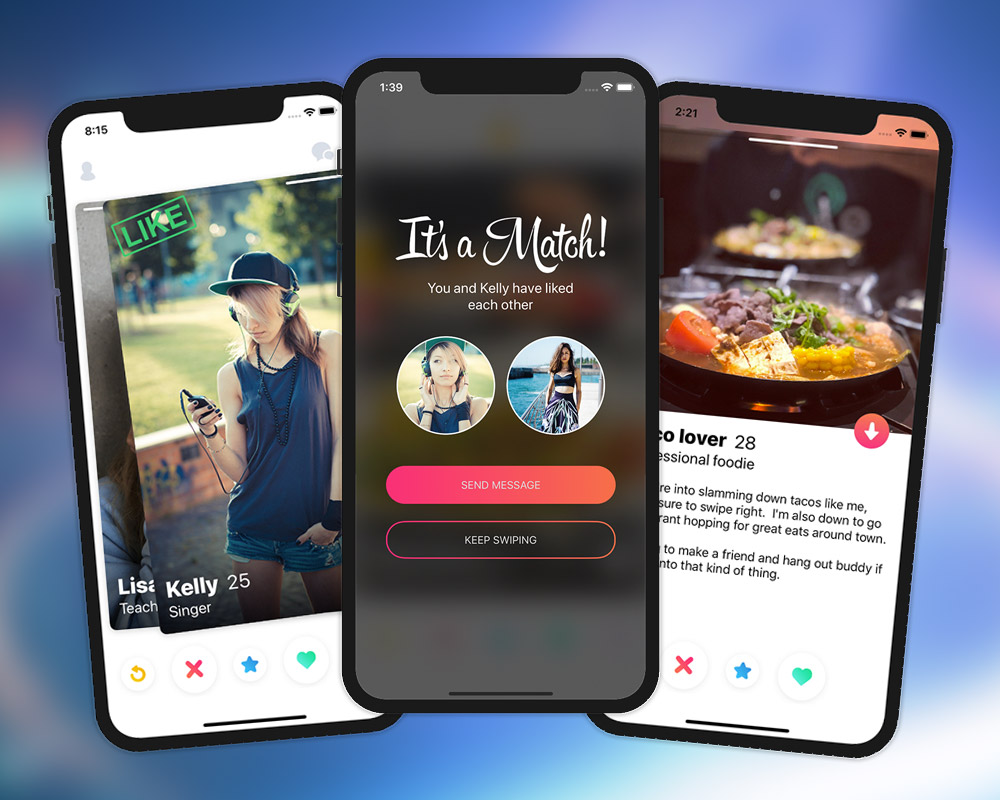 8:15
LIKE
Lisa
Teach
Kelly 25
Singer
1:39
It's a Match!
You and Kelly have liked
each other
SEND MESSAGE
KEEP SWIPING
2:21
co lover 28
essional foodie
re into slamming down tacos like me,
sure to swipe right. I'm also down to go
rant hopping for great eats around town.
to make a friend and hang out buddy if
nto that kind of thing.